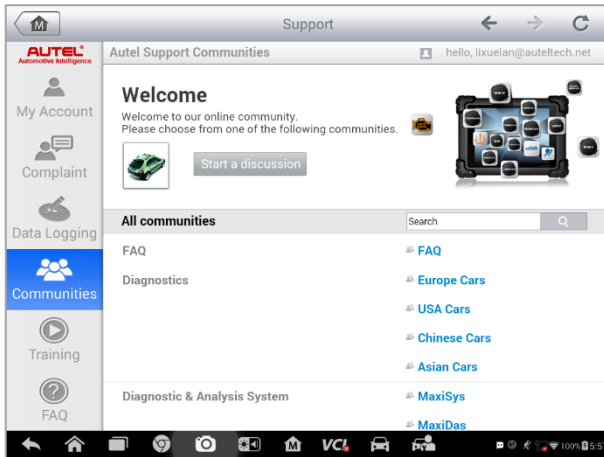 M
Support
AUTEL®
Automotive Intelligence
Autel Support Communities
hello, lixuelan@auteltech.net
My Account
Complaint
Data Logging
Communities
Training
FAQ
Welcome
Welcome to our online community.
Please choose from one of the following communities.
Start a discussion
All communities
Search
FAQ
FAQ
Diagnostics
Europe Cars
USA Cars
Chinese Cars
Asian Cars
Diagnostic & Analysis System
MaxiSys
MaxiDas
M
VCI
100%